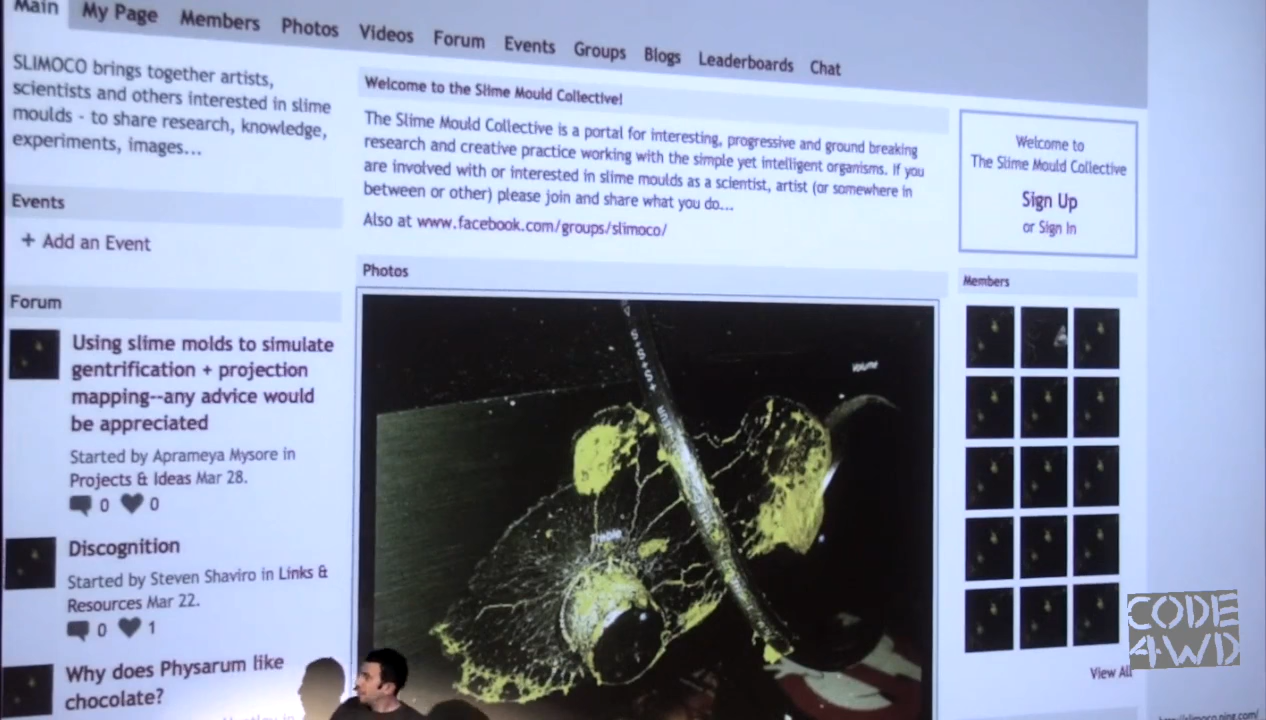 Main My Page Members Photos Videos Forum Events Groups Blogs Leaderboards Chat
SLIMOCO brings together artists,
scientists and others interested in slime
moulds - to share research, knowledge,
experiments, images...
Events
+ Add an Event
Forum
Using slime molds to simulate
gentrification + projection
mapping--any advice would
be appreciated
Started by Aprameya Mysore in
Projects & Ideas Mar 28.
0 0
Discognition
Started by Steven Shaviro in Links &
Resources Mar 22.
0 1
Why does Physarum like
chocolate?
Welcome to the Slime Mould Collective!
The Slime Mould Collective is a portal for interesting, progressive and ground breaking
research and creative practice working with the simple yet intelligent organisms. If you
are involved with or interested in slime moulds as a scientist, artist (or somewhere in
between or other) please join and share what you do...
Also at www.facebook.com/groups/slimoco/
Photos
Volume
Welcome to
The Slime Mould Collective
Sign Up
or Sign In
Members
View All
CODE
4WD